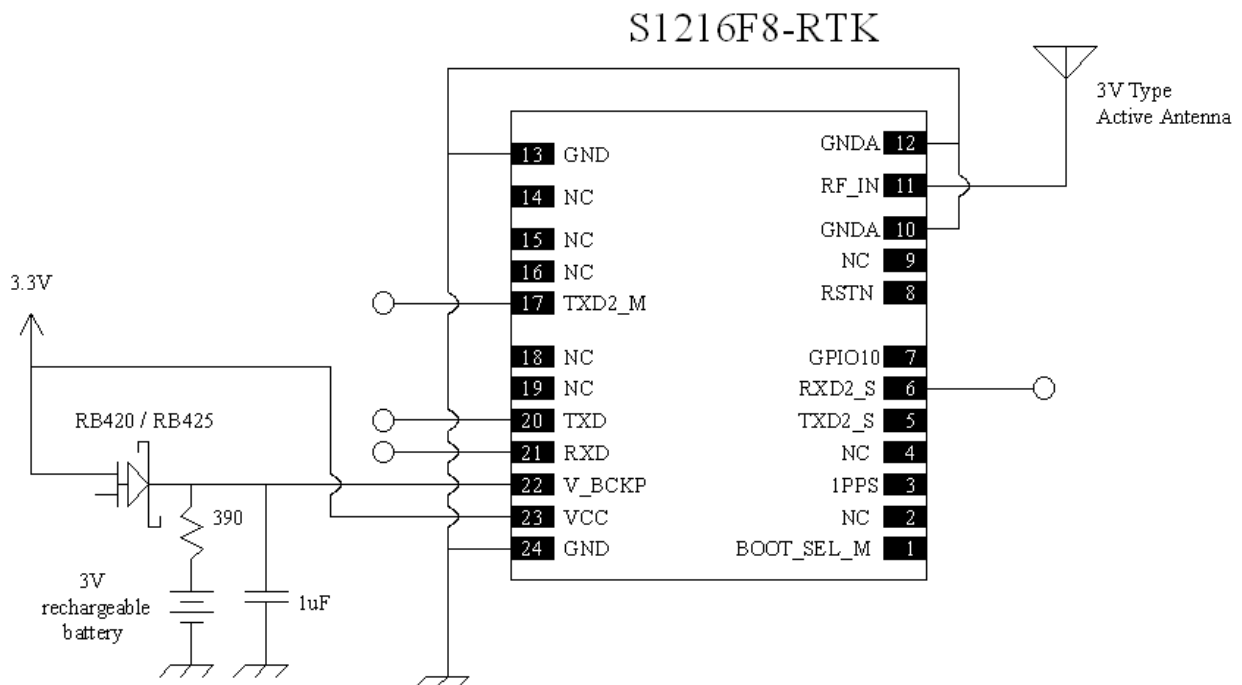 S1216F8-RTK
3V Type
Active Antenna
13 GND
14 NC
15 NC
16 NC
17 TXD2_M
18 NC
19 NC
20 TXD
21 RXD
22 V_BCKP
23 VCC
24 GND
GNDA 12
RF_IN 11
GNDA 10
NC 9
RSTN 8
GPIO10 7
RXD2_S 6
TXD2_S 5
NC 4
1PPS 3
NC 2
BOOT_SEL_M 1
3.3V
RB420 / RB425
390
3V
rechargeable
battery
1uF